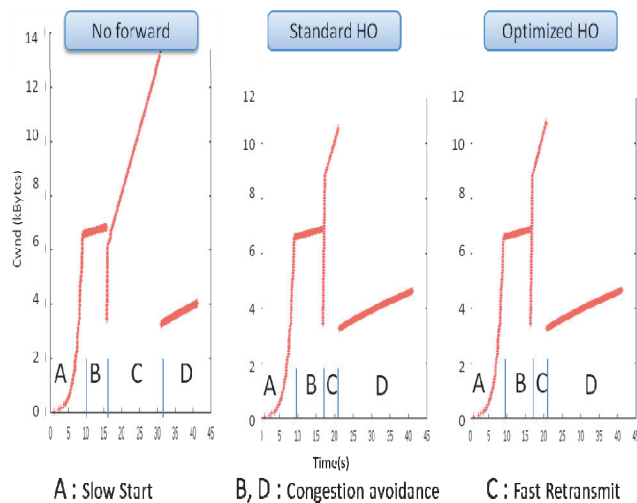 No forward
Standard HO
Optimized HO
14
12
10
8
6
4
2
0
Cwnd (kBytes)
A B C D
0 5 10 15 20 25 30 35 40 45
12
10
8
6
4
2
0
A B C D
0 5 10 15 20 25 30 35 40 45
12
10
8
6
4
2
0
A B C D
0 5 10 15 20 25 30 35 40 45
Time(s)
A : Slow Start
B, D : Congestion avoidance
C : Fast Retransmit